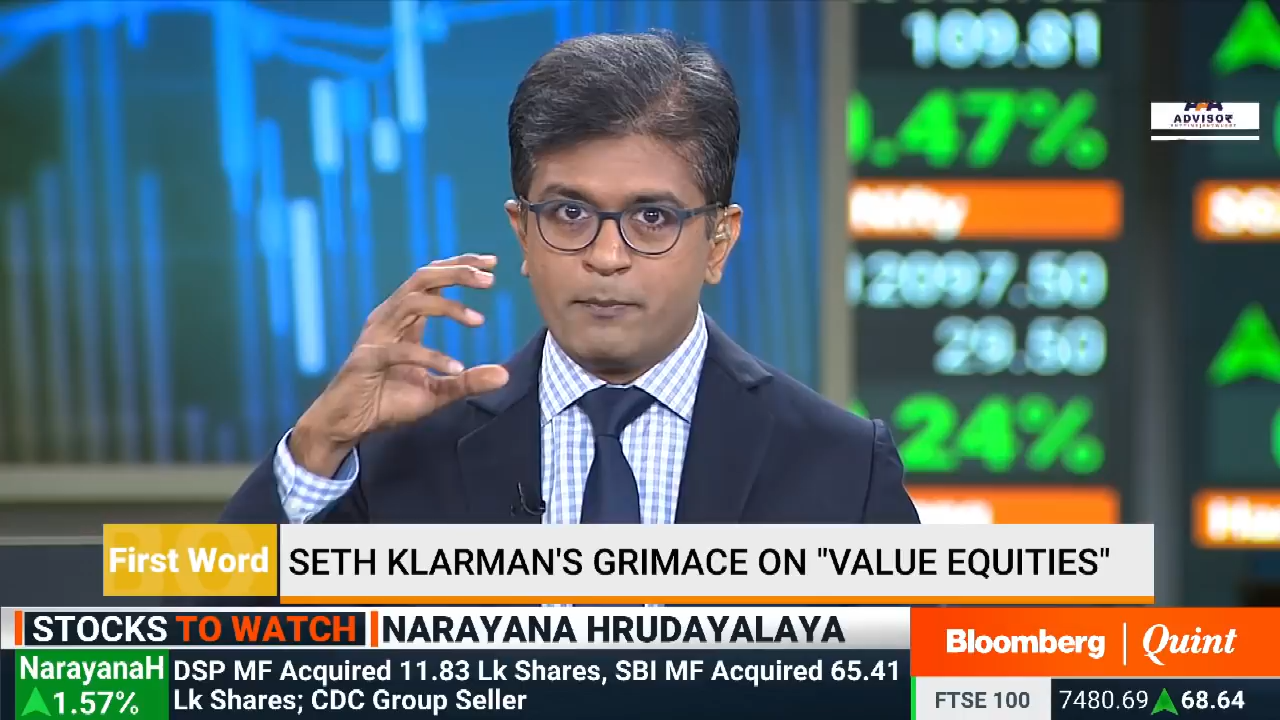 109.81
.47%
ADVISOR
Nifty
12097.50
29.50
.24%
First Word
SETH KLARMAN'S GRIMACE ON "VALUE EQUITIES"
STOCKS TO WATCH
NARAYANA HRUDAYALAYA
NarayanaH
1.57%
DSP MF Acquired 11.83 Lk Shares, SBI MF Acquired 65.41
Lk Shares; CDC Group Seller
Bloomberg | Quint
FTSE 100 7480.69 68.64